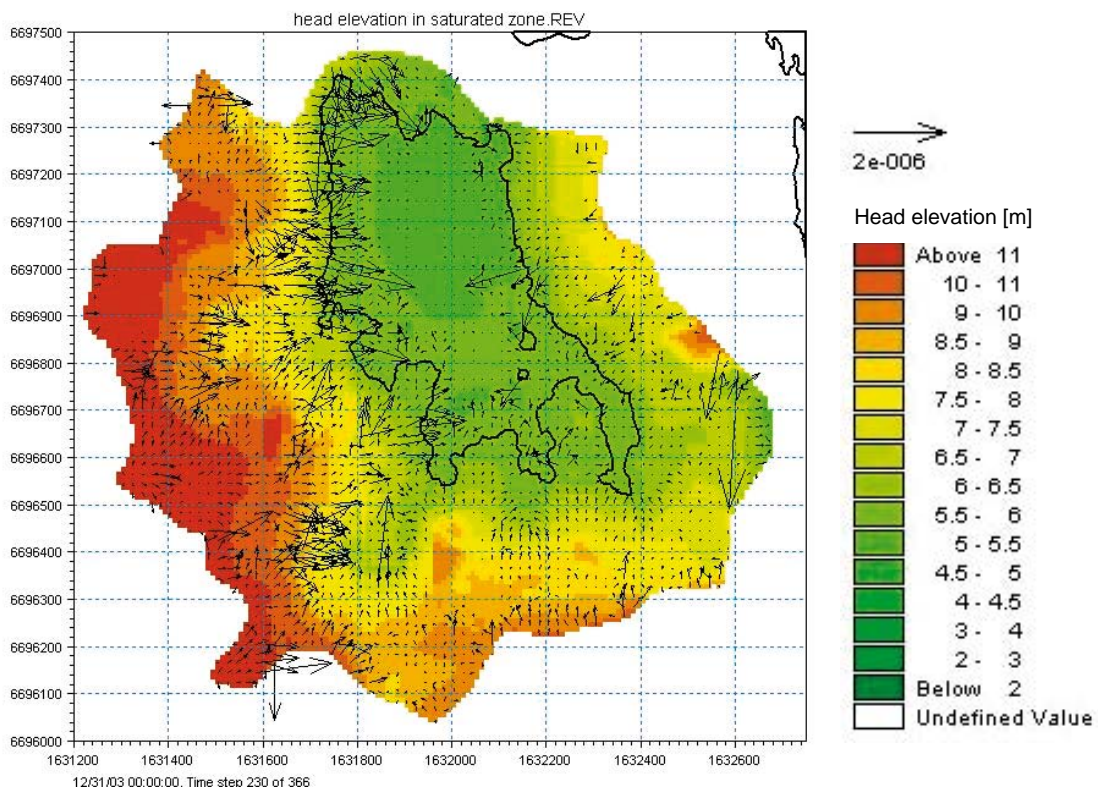 head elevation in saturated zone.REV
6697500
6697400
6697300
6697200
6697100
6697000
6696900
6696800
6696700
6696600
6696500
6696400
6696300
6696200
6696100
6696000
1631200 1631400 1631600 1631800 1632000 1632200 1632400 1632600
12/31/03 00:00:00, Time step 230 of 366
2e-006
Head elevation [m]
Above 11
10 - 11
9 - 10
8.5 - 9
8 - 8.5
7.5 - 8
7 - 7.5
6.5 - 7
6 - 6.5
5.5 - 6
5 - 5.5
4.5 - 5
4 - 4.5
3 - 4
2 - 3
Below 2
Undefined Value